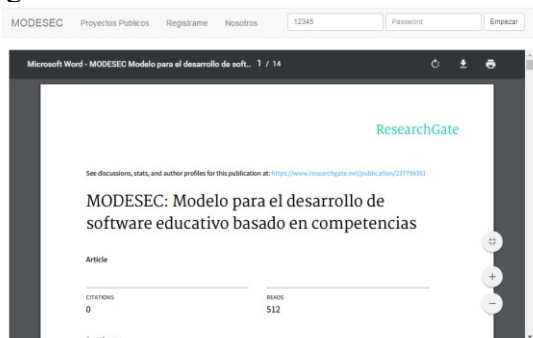 MODESEC Proyectos Publicos Registrame Nosotros 12345 Password Empezar
Microsoft Word - MODESEC Modelo para el desarrollo de soft.. 1 / 14
ResearchGate
See discussions, stats, and author profiles for this publication at: https://www.researchgate.net/publication/237799351
MODESEC: Modelo para el desarrollo de
software educativo basado en competencias
Article
CITATIONS READS
0 512